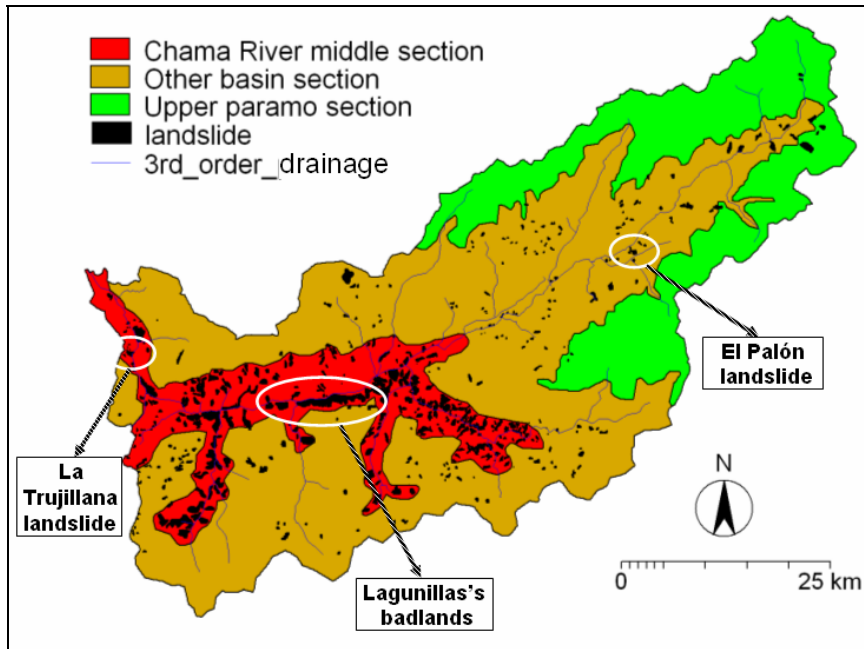 Chama River middle section
Other basin section
Upper paramo section
landslide
3rd_order_drainage
El Palón
landslide
La
Trujillana
landslide
Lagunillas's
badlands
N
0 25 km